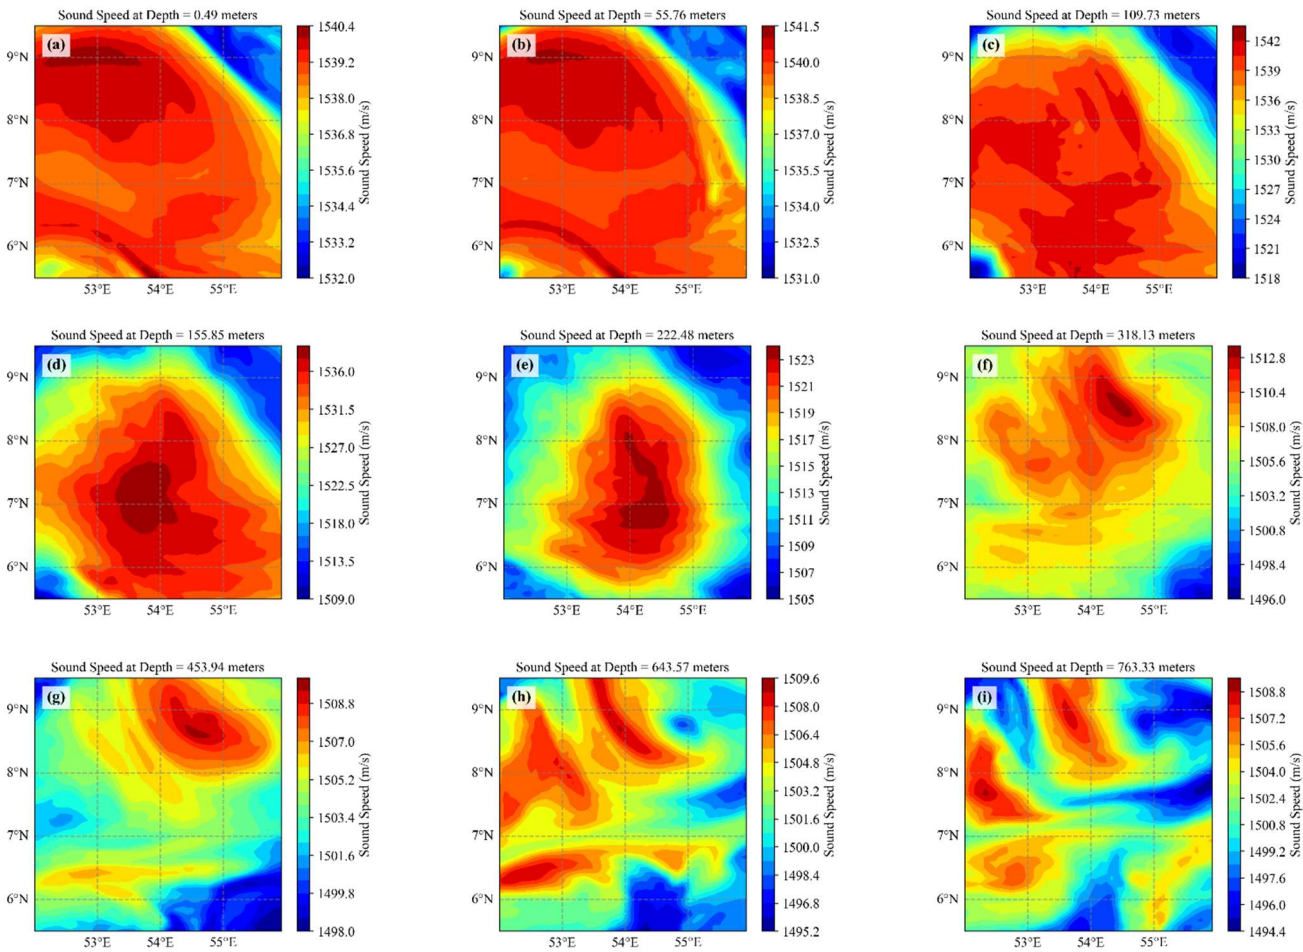 Sound Speed at Depth = 0.49 meters
(a)
9°N
8°N
7°N
6°N
53°E 54°E 55°E
1540.4
1539.2
1538.0
1536.8
1535.6
1534.4
1533.2
1532.0
Sound Speed (m/s)
Sound Speed at Depth = 55.76 meters
(b)
9°N
8°N
7°N
6°N
53°E 54°E 55°E
1541.5
1540.0
1538.5
1537.0
1535.5
1534.0
1532.5
1531.0
Sound Speed (m/s)
Sound Speed at Depth = 109.73 meters
(c)
9°N
8°N
7°N
6°N
53°E 54°E 55°E
1542
1539
1536
1533
1530
1527
1524
1521
1518
Sound Speed (m/s)
Sound Speed at Depth = 155.85 meters
(d)
9°N
8°N
7°N
6°N
53°E 54°E 55°E
1536.0
1531.5
1527.0
1522.5
1518.0
1513.5
1509.0
Sound Speed (m/s)
Sound Speed at Depth = 222.48 meters
(e)
9°N
8°N
7°N
6°N
53°E 54°E 55°E
1523
1521
1519
1517
1515
1513
1511
1509
1507
1505
Sound Speed (m/s)
Sound Speed at Depth = 318.13 meters
(f)
9°N
8°N
7°N
6°N
53°E 54°E 55°E
1512.8
1510.4
1508.0
1505.6
1503.2
1500.8
1498.4
1496.0
Sound Speed (m/s)
Sound Speed at Depth = 453.94 meters
(g)
9°N
8°N
7°N
6°N
53°E 54°E 55°E
1508.8
1507.0
1505.2
1503.4
1501.6
1499.8
1498.0
Sound Speed (m/s)
Sound Speed at Depth = 643.57 meters
(h)
9°N
8°N
7°N
6°N
53°E 54°E 55°E
1509.6
1508.0
1506.4
1504.8
1503.2
1501.6
1500.0
1498.4
1496.8
1495.2
Sound Speed (m/s)
Sound Speed at Depth = 763.33 meters
(i)
9°N
8°N
7°N
6°N
53°E 54°E 55°E
1508.8
1507.2
1505.6
1504.0
1502.4
1500.8
1499.2
1497.6
1496.0
1494.4
Sound Speed (m/s)